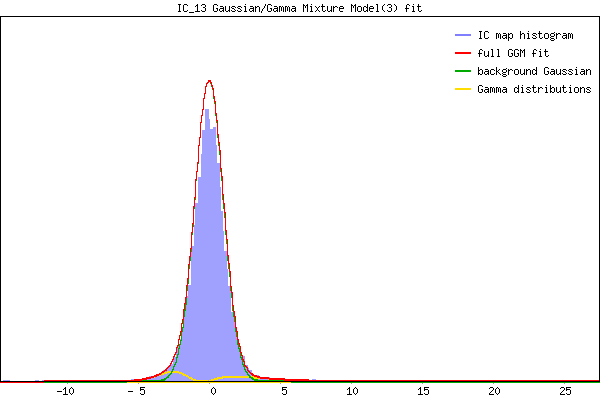 IC_13 Gaussian/Gamma Mixture Model(3) fit
IC map histogram
full GGM fit
background Gaussian
Gamma distributions
-10 - 5 0 5 10 15 20 25